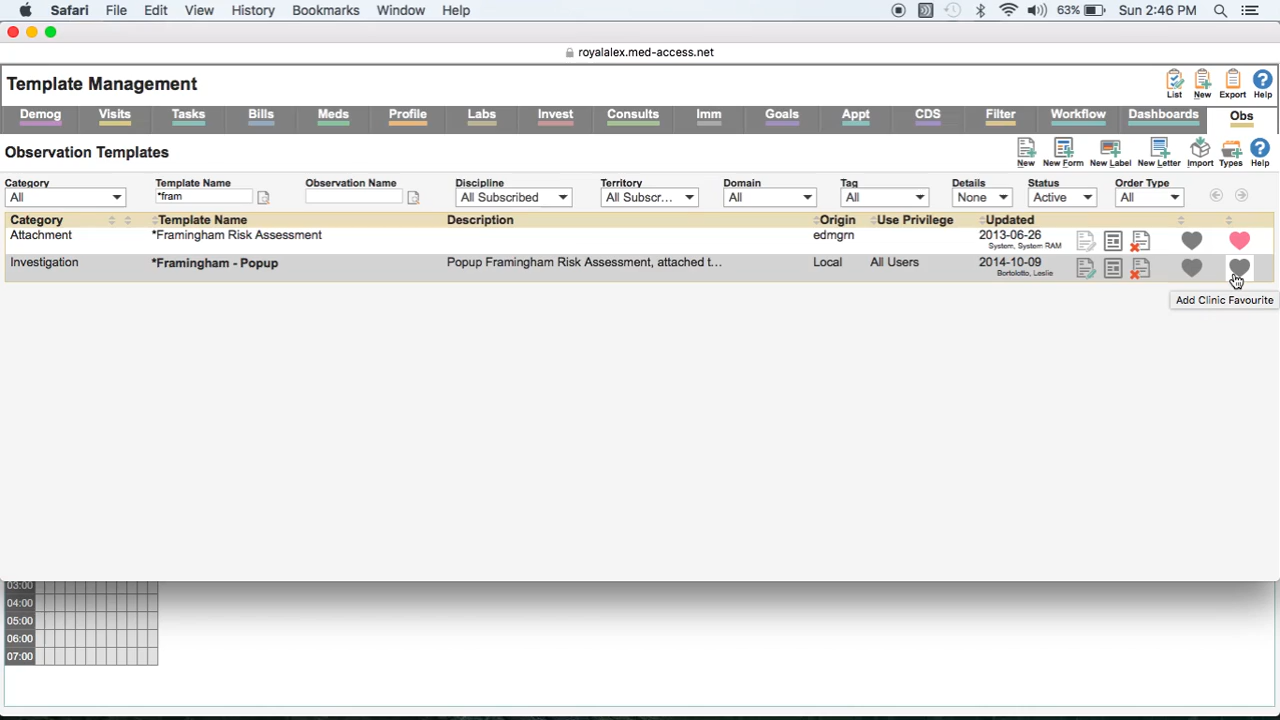 Safari File Edit View History Bookmarks Window Help 63% Sun 2:46 PM
royalalex.med-access.net
Template Management
List New Export Help
Demog Visits Tasks Bills Meds Profile Labs Invest Consults Imm Goals Appt CDS Filter Workflow Dashboards Obs
Observation Templates
New New Form New Label New Letter Import Types Help
Category Template Name Observation Name Discipline Territory Domain Tag Details Status Order Type
All *fram All Subscribed All Subscr... All All None Active All
Category Template Name Description Origin Use Privilege Updated
Attachment *Framingham Risk Assessment edmgrn 2013-06-26
System, System RAM
Investigation *Framingham - Popup Popup Framingham Risk Assessment, attached t... Local All Users 2014-10-09
Bortolotto, Leslie
Add Clinic Favourite
03:00
04:00
05:00
06:00
07:00